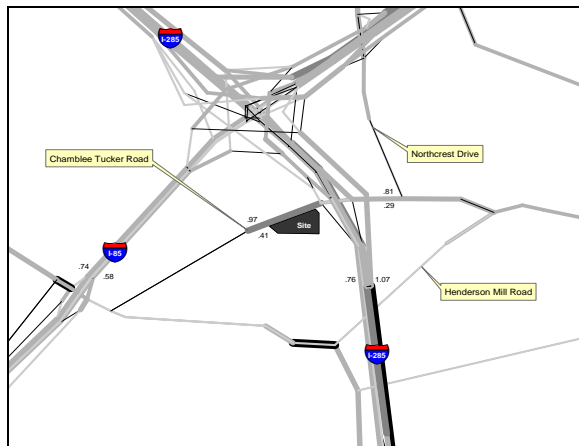 I-285
Northcrest Drive
Chamblee Tucker Road
.81
.29
.97
.41
Site
I-85
.74
.58
.76
1.07
Henderson Mill Road
I-285